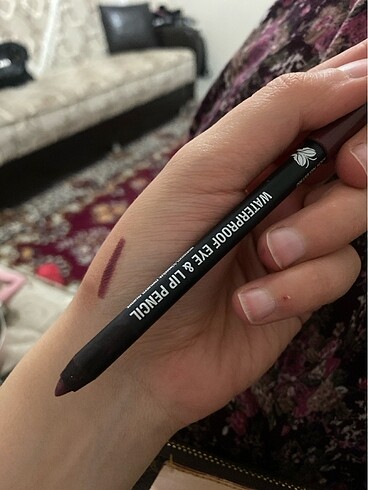 WATERPROOF EYE & LIP PENCIL